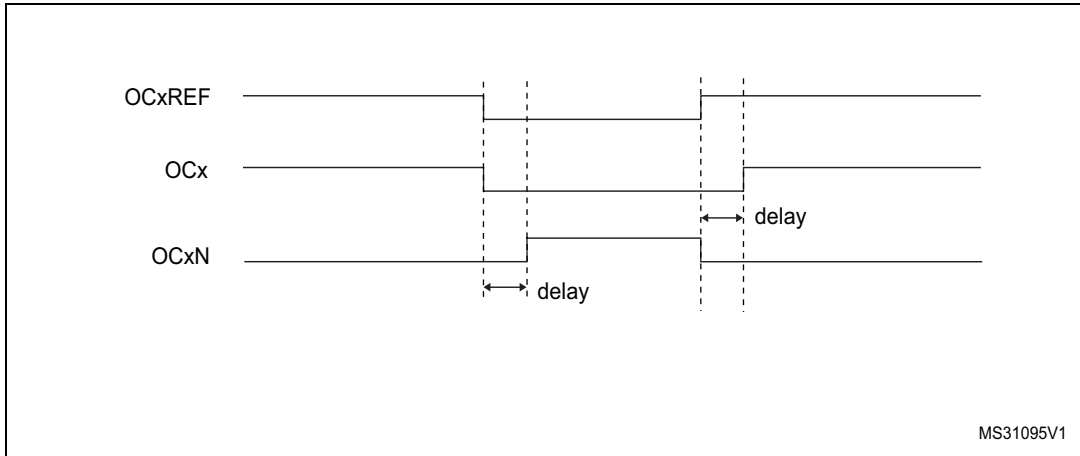 OCxREF
OCx
delay
OCxN
delay
MS31095V1